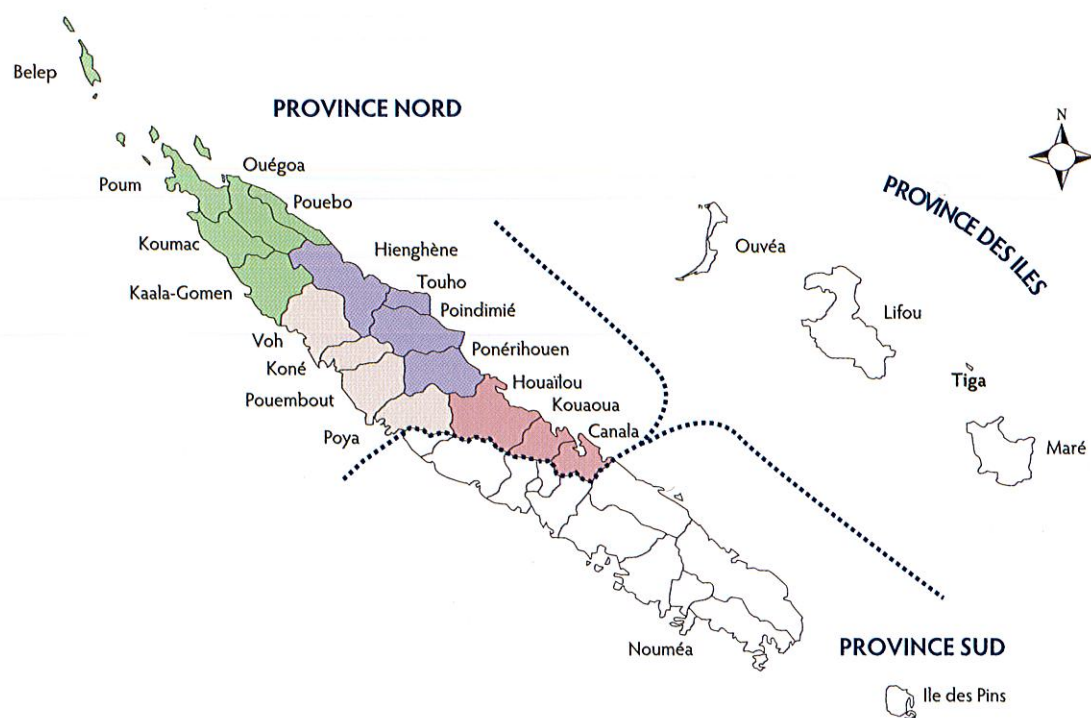 Belep
PROVINCE NORD
N
Ouégoa
Poum
PROVINCE DES ILES
Pouebo
Koumac
Ouvéa
Hienghène
Touho
Kaala-Gomen
Poindimié
Lifou
Voh
Ponérihouen
Koné
Houaïlou
Tiga
Pouembout
Kouaoua
Canala
Poya
Maré
Nouméa
PROVINCE SUD
Ile des Pins